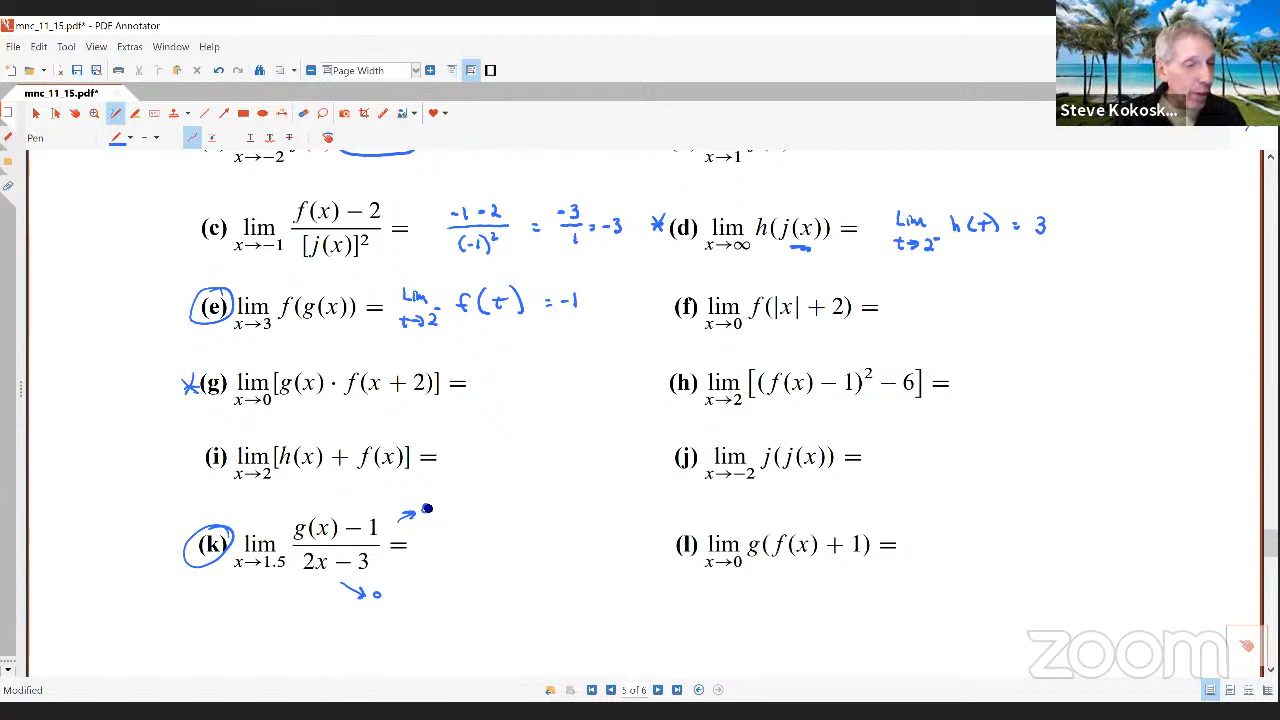 mnc_11_15.pdf* - PDF Annotator
File Edit Tool View Extras Window Help
Page Width
mnc_11_15.pdf*
Pen
Steve Kokosk...
x→−2
x→1
(c) lim x→−1 f(x) − 2 / [j(x)]² = -1 - 2 / (-1)² = -3 / 1 = -3
* (d) lim x→∞ h(j(x)) = Lim t→2⁻ h(t) = 3
(e) lim x→3 f(g(x)) = Lim t→2⁻ f(t) = -1
(f) lim x→0 f(|x| + 2) =
* (g) lim x→0 [g(x) · f(x + 2)] =
(h) lim x→2 [(f(x) − 1)² − 6] =
(i) lim x→2 [h(x) + f(x)] =
(j) lim x→−2 j(j(x)) =
(k) lim x→1.5 g(x) − 1 / 2x − 3 = → 0
(l) lim x→0 g(f(x) + 1) =
zoom
Modified
5 of 6